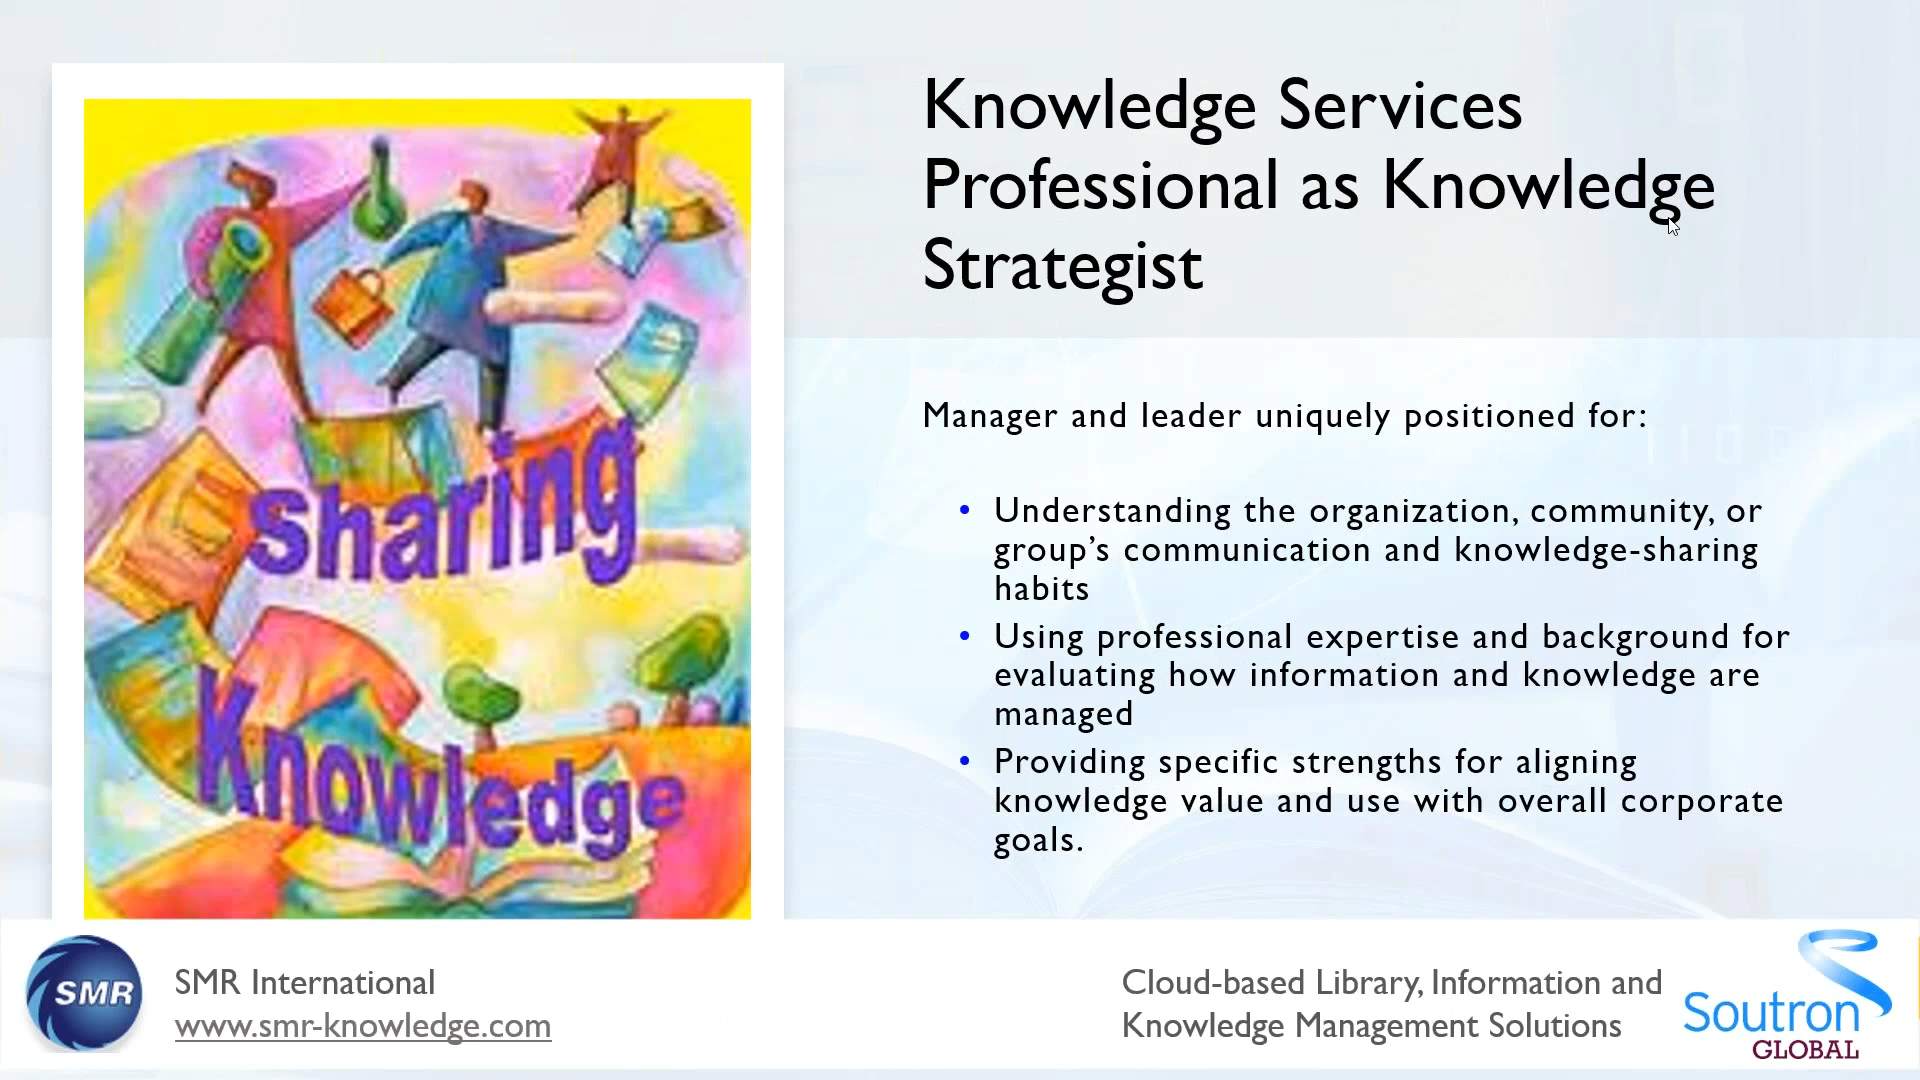 Knowledge Services
Professional as Knowledge
Strategist
Sharing
Knowledge
Manager and leader uniquely positioned for:
• Understanding the organization, community, or
group’s communication and knowledge-sharing
habits
• Using professional expertise and background for
evaluating how information and knowledge are
managed
• Providing specific strengths for aligning
knowledge value and use with overall corporate
goals.
SMR
SMR International
www.smr-knowledge.com
Cloud-based Library, Information and
Knowledge Management Solutions
Soutron
GLOBAL